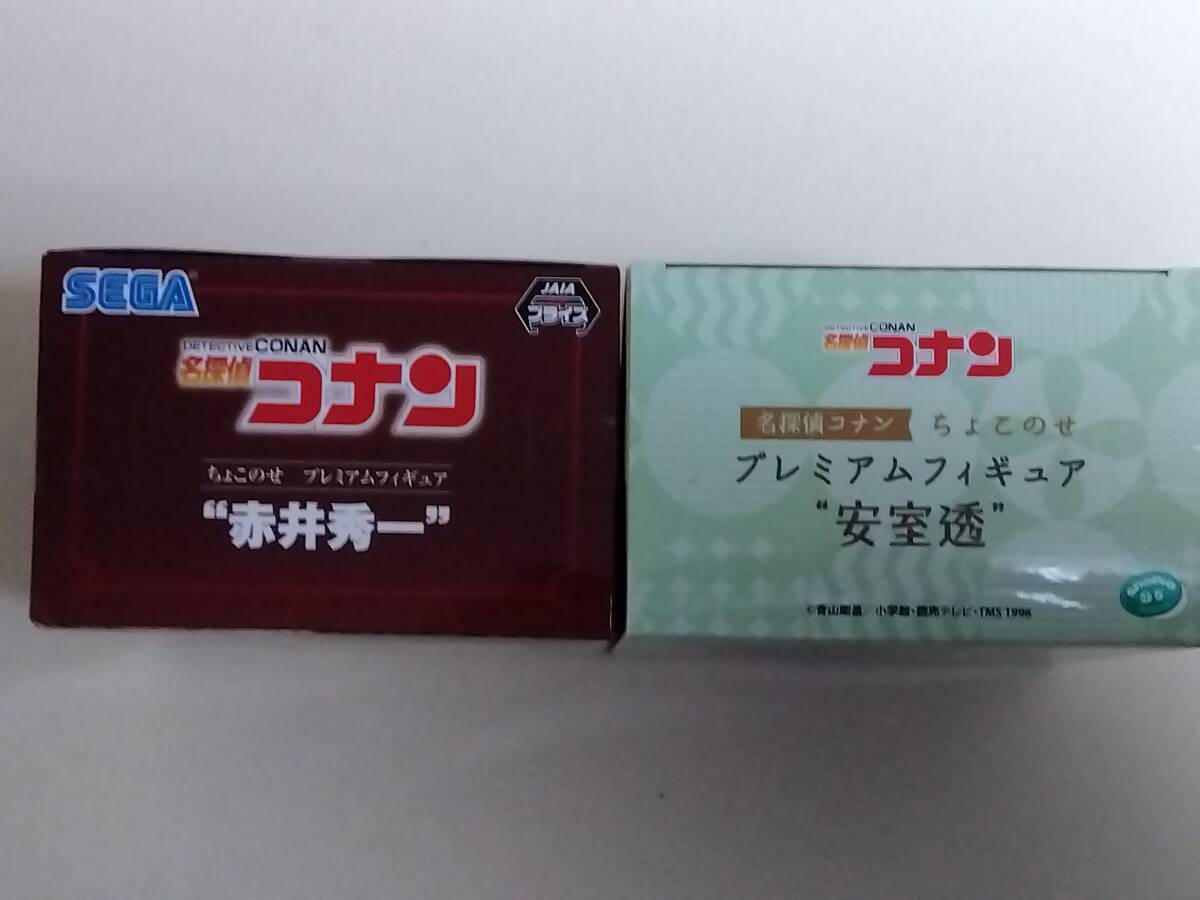 SEGA
JAIA
プライズ
DETECTIVE CONAN
名探偵
コナン
ちょこのせ プレミアムフィギュア
“赤井秀一”
DETECTIVE CONAN
名探偵
コナン
名探偵コナン ちょこのせ
プレミアムフィギュア
“安室透”
©青山剛昌/小学館・読売テレビ・TMS 1996